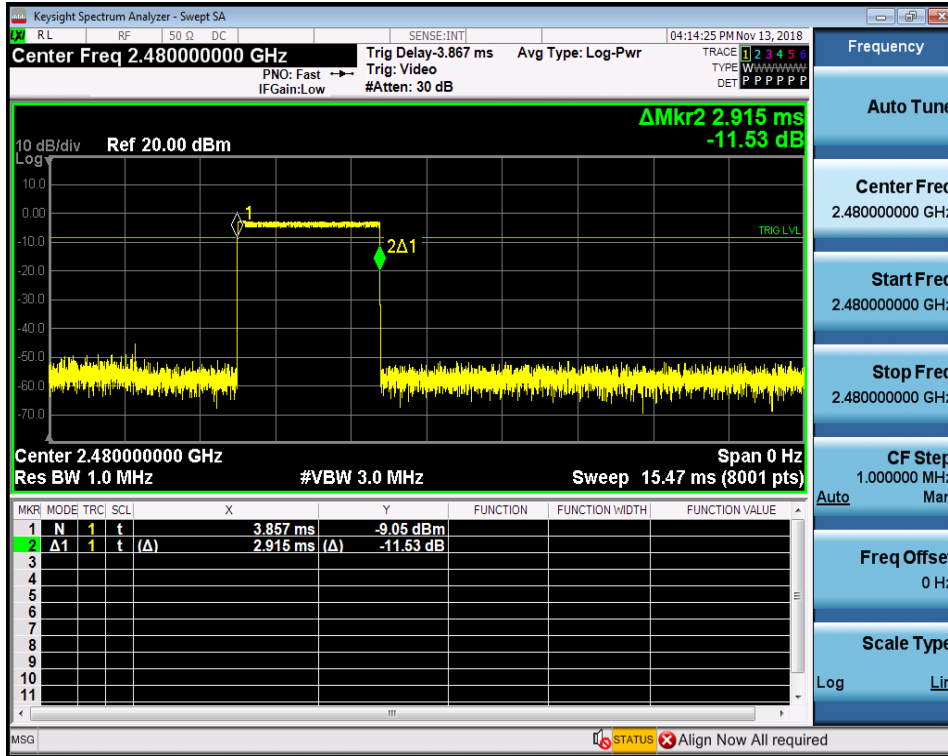 Keysight Spectrum Analyzer - Swept SA
LXI RL RF 50 Ω DC SENSE:INT 04:14:25 PM Nov 13, 2018
Center Freq 2.480000000 GHz
PNO: Fast
IFGain:Low
Trig Delay-3.867 ms
Trig: Video
#Atten: 30 dB
Avg Type: Log-Pwr
TRACE 1 2 3 4 5 6
TYPE WWWWWW
DET P P P P P P
ΔMkr2 2.915 ms
-11.53 dB
10 dB/div Ref 20.00 dBm
Log
10.0
0.00
-10.0
-20.0
-30.0
-40.0
-50.0
-60.0
-70.0
1
2Δ1
TRIG LVL
Center 2.480000000 GHz Span 0 Hz
Res BW 1.0 MHz #VBW 3.0 MHz Sweep 15.47 ms (8001 pts)
MKR MODE TRC SCL X Y FUNCTION FUNCTION WIDTH FUNCTION VALUE
1 N 1 t 3.857 ms -9.05 dBm
2 Δ1 1 t (Δ) 2.915 ms (Δ) -11.53 dB
3
4
5
6
7
8
9
10
11
MSG STATUS Align Now All required
Frequency
Auto Tune
Center Freq
2.480000000 GHz
Start Freq
2.480000000 GHz
Stop Freq
2.480000000 GHz
CF Step
1.000000 MHz
Auto Man
Freq Offset
0 Hz
Scale Type
Log Lin